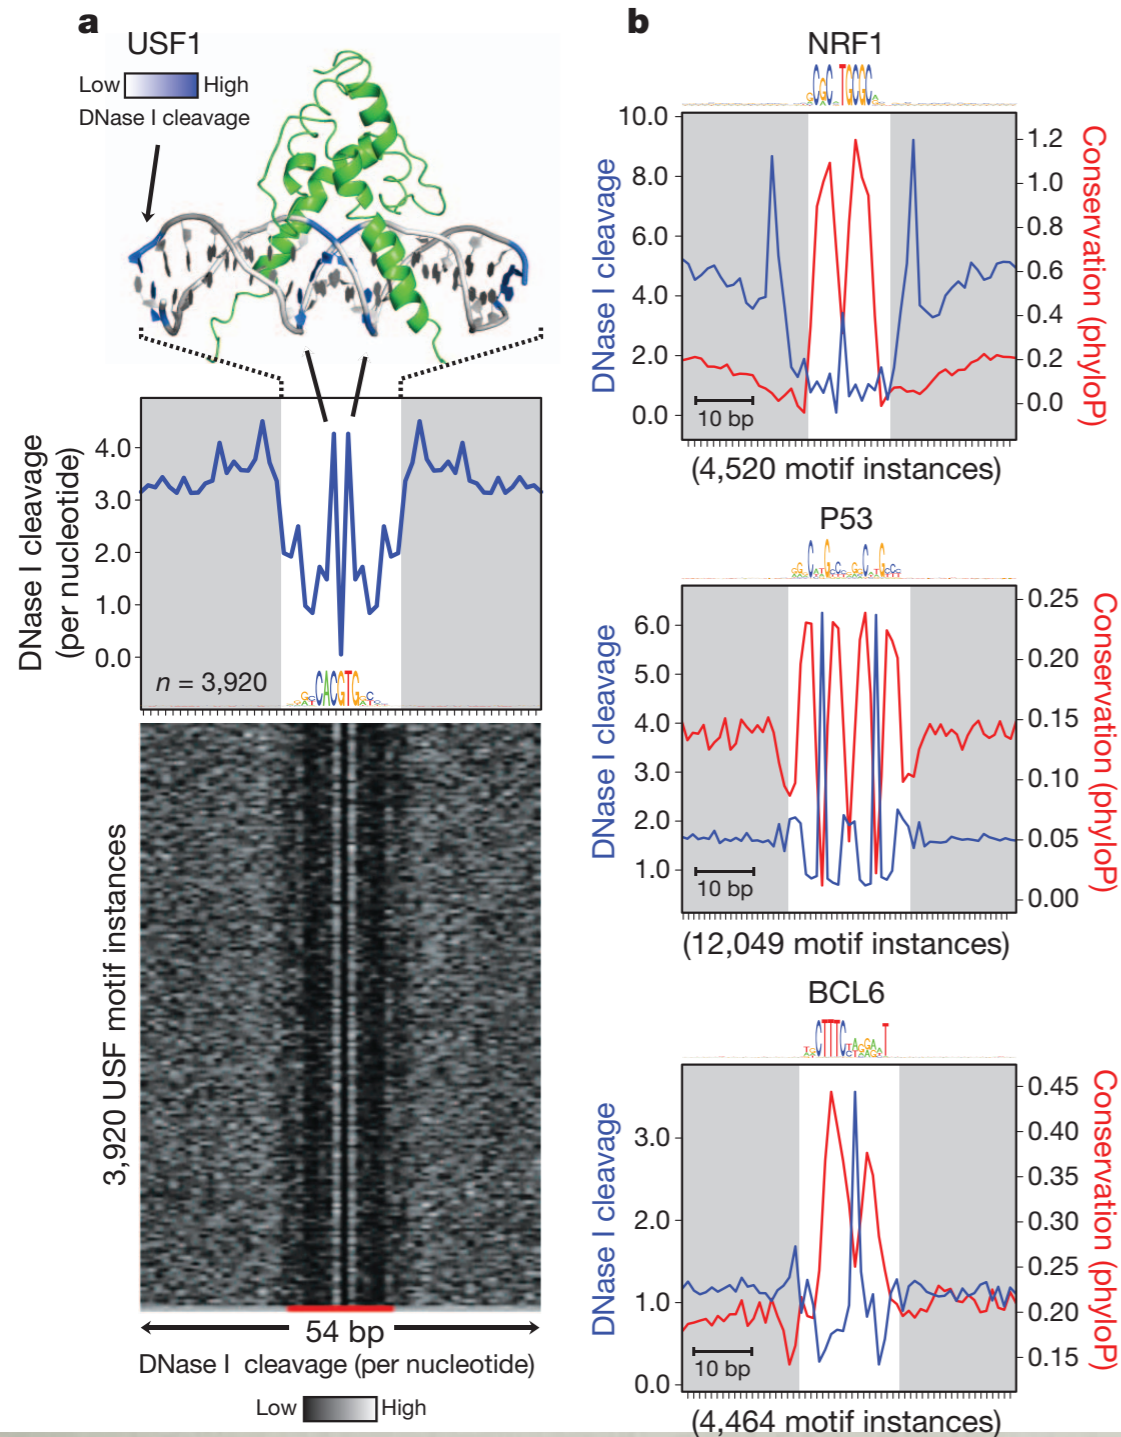 a
USF1
Low High
DNase I cleavage
DNase I cleavage
(per nucleotide)
4.0
3.0
2.0
1.0
0.0
n = 3,920
CACGTG
3,920 USF motif instances
54 bp
DNase I cleavage (per nucleotide)
Low High
b
NRF1
CGC TGCGC
DNase I cleavage
10.0
8.0
6.0
4.0
2.0
0.0
10 bp
1.2
1.0
0.8
0.6
0.4
0.2
0.0
Conservation (phyloP)
(4,520 motif instances)
P53
DNase I cleavage
6.0
5.0
4.0
3.0
2.0
1.0
10 bp
0.25
0.20
0.15
0.10
0.05
0.00
Conservation (phyloP)
(12,049 motif instances)
BCL6
CTTTC
T
DNase I cleavage
3.0
2.0
1.0
0.0
10 bp
0.45
0.40
0.35
0.30
0.25
0.20
0.15
Conservation (phyloP)
(4,464 motif instances)